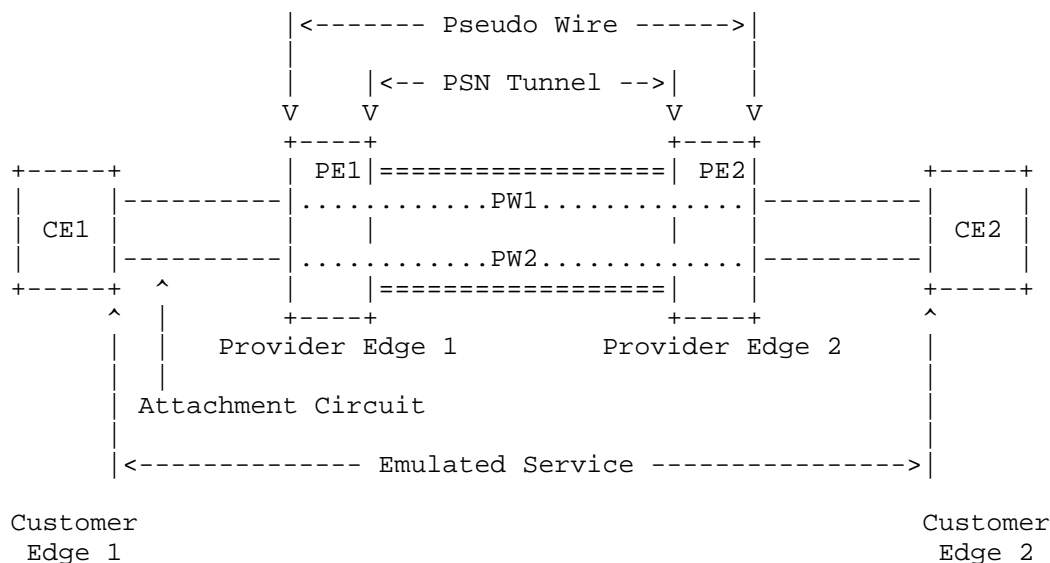 |<------- Pseudo Wire ------>|
|                            |
|    |<-- PSN Tunnel -->|    |
V    V                  V    V
+----+                  +----+
+-----+ | PE1|==================| PE2| +-----+
|     |----------|............PW1.............|----------|     |
| CE1 | |    |                  |    | | CE2 |
|     |----------|............PW2.............|----------|     |
+-----+ ^ |    |==================|    | +-----+
^ | +----+                  +----+ ^
| | Provider Edge 1         Provider Edge 2 |
| | |
| Attachment Circuit |
| |
|<-------------- Emulated Service ---------------->|
Customer                                                Customer
Edge 1                                                  Edge 2